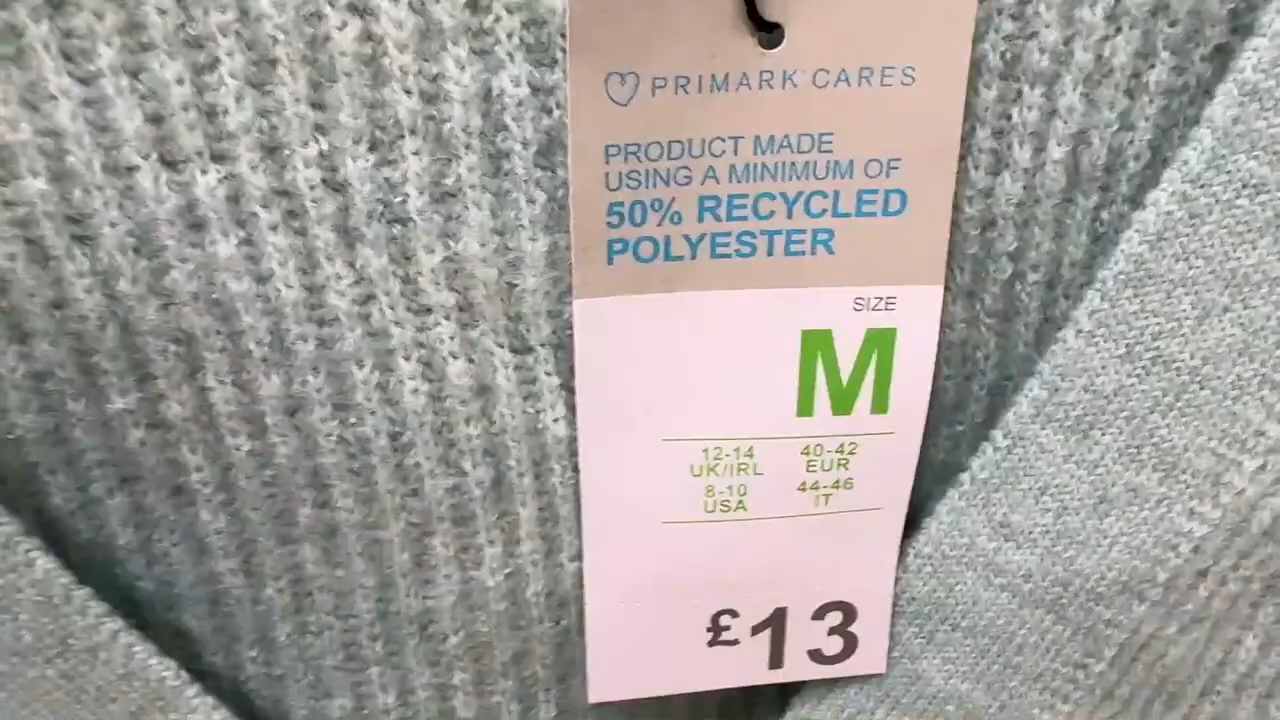 PRIMARK CARES
PRODUCT MADE
USING A MINIMUM OF
50% RECYCLED
POLYESTER
SIZE
M
12-14 40-42
UK/IRL EUR
8-10 44-46
USA IT
£13